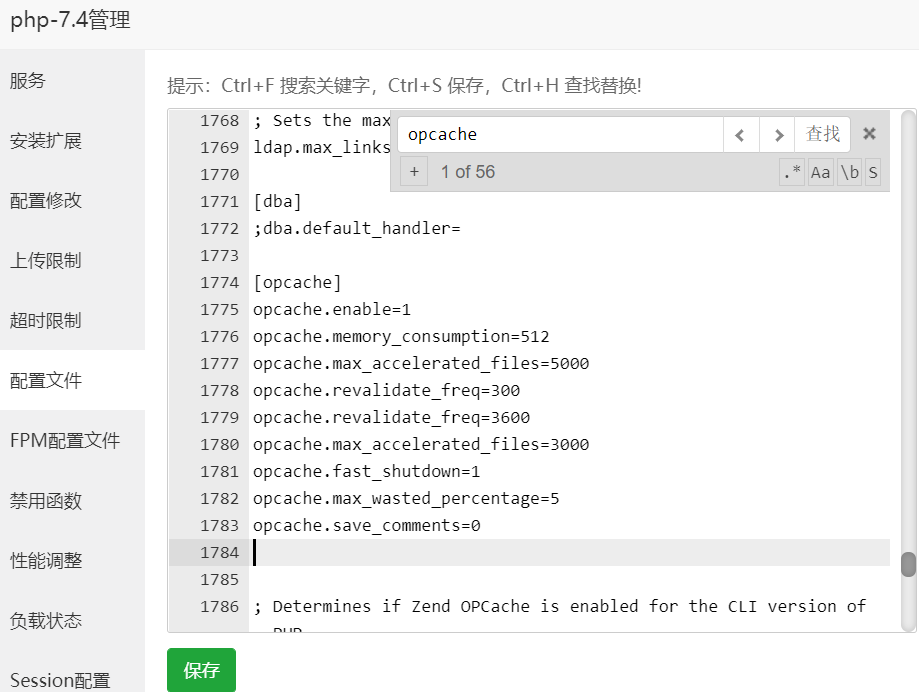 php-7.4管理
服务
安装扩展
配置修改
上传限制
超时限制
配置文件
FPM配置文件
禁用函数
性能调整
负载状态
Session配置
提示：Ctrl+F 搜索关键字，Ctrl+S 保存，Ctrl+H 查找替换!
opcache
查找
+ 1 of 56 .* Aa \b S
1768 ; Sets the max
1769 ldap.max_links
1770
1771 [dba]
1772 ;dba.default_handler=
1773
1774 [opcache]
1775 opcache.enable=1
1776 opcache.memory_consumption=512
1777 opcache.max_accelerated_files=5000
1778 opcache.revalidate_freq=300
1779 opcache.revalidate_freq=3600
1780 opcache.max_accelerated_files=3000
1781 opcache.fast_shutdown=1
1782 opcache.max_wasted_percentage=5
1783 opcache.save_comments=0
1784
1785
1786 ; Determines if Zend OPCache is enabled for the CLI version of
保存